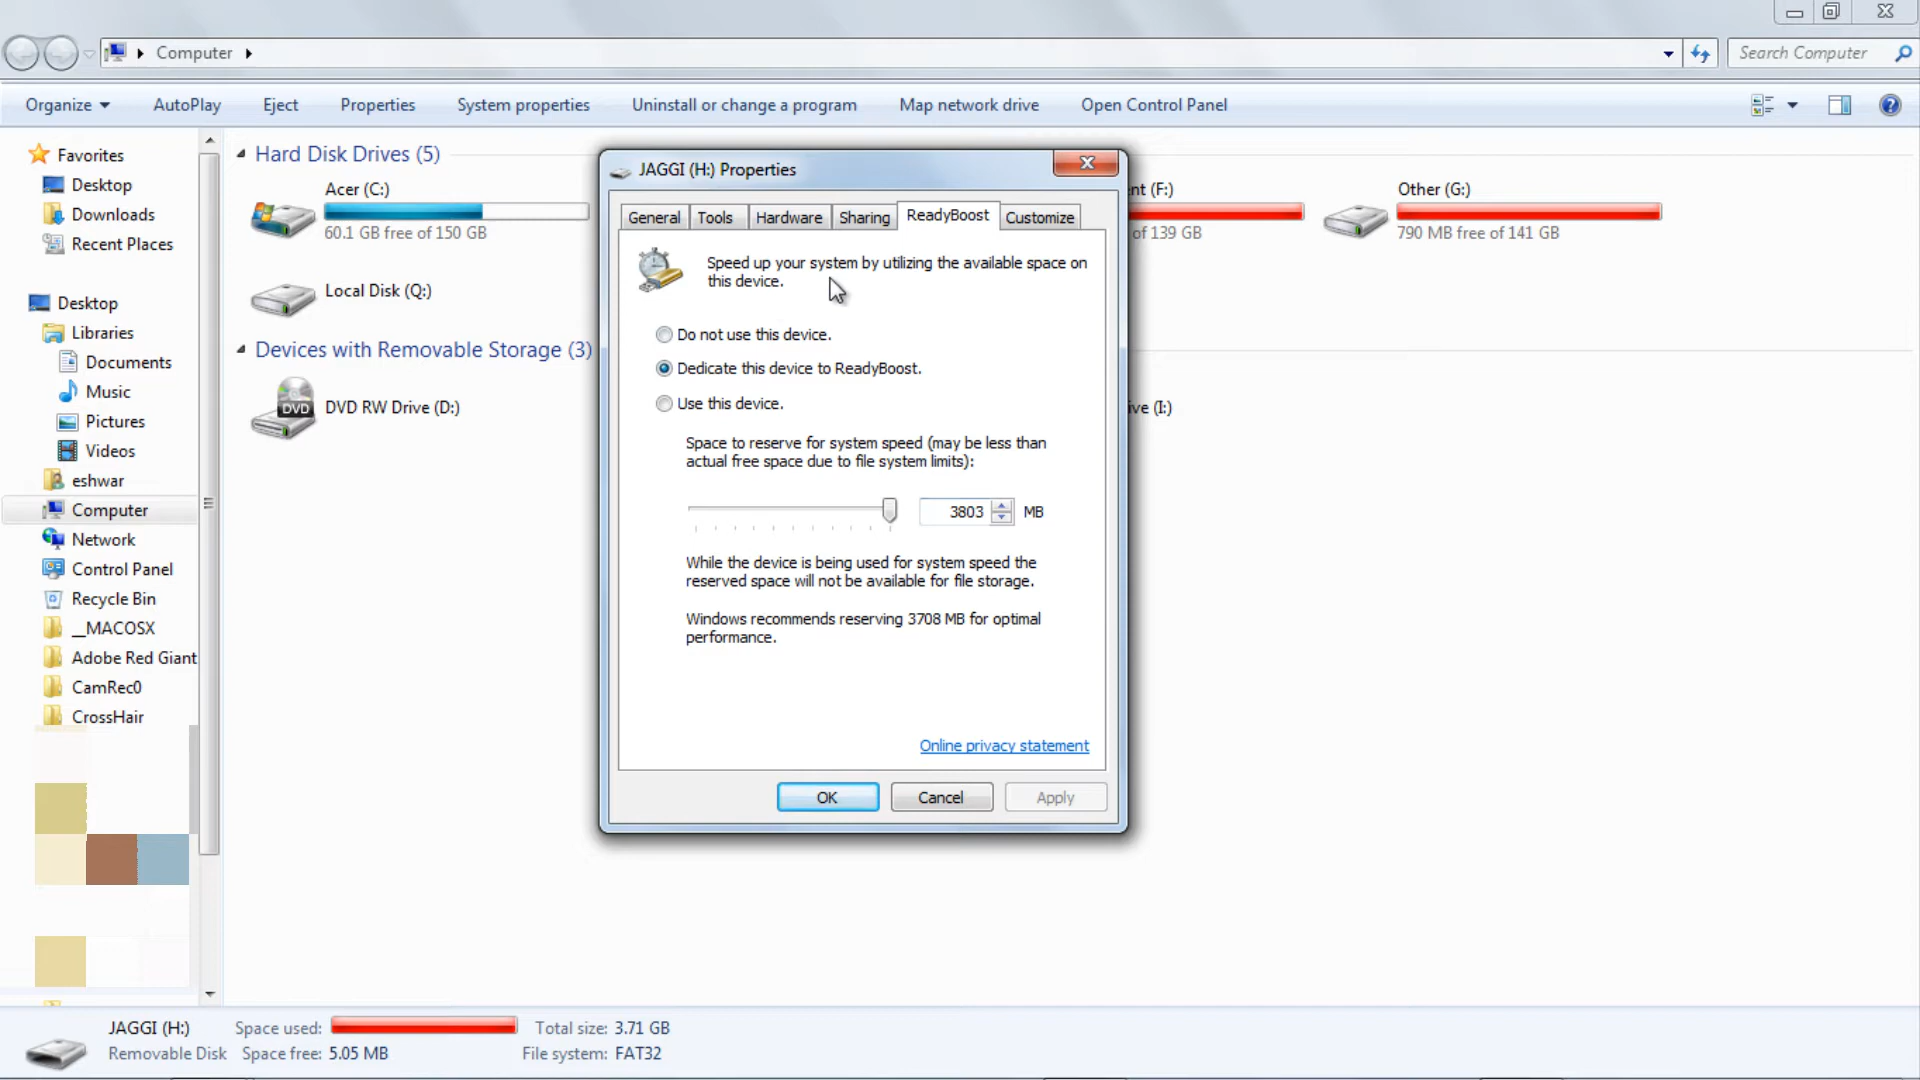 Computer
Search Computer
Organize
AutoPlay
Eject
Properties
System properties
Uninstall or change a program
Map network drive
Open Control Panel
Favorites
Desktop
Downloads
Recent Places
Desktop
Libraries
Documents
Music
Pictures
Videos
eshwar
Computer
Network
Control Panel
Recycle Bin
__MACOSX
Adobe Red Giant
CamRec0
CrossHair
Hard Disk Drives (5)
Acer (C:)
60.1 GB free of 150 GB
nt (F:)
of 139 GB
Other (G:)
790 MB free of 141 GB
Local Disk (Q:)
Devices with Removable Storage (3)
DVD
DVD RW Drive (D:)
ive (I:)
JAGGI (H:) Properties
General
Tools
Hardware
Sharing
ReadyBoost
Customize
Speed up your system by utilizing the available space on
this device.
Do not use this device.
Dedicate this device to ReadyBoost.
Use this device.
Space to reserve for system speed (may be less than
actual free space due to file system limits):
3803 MB
While the device is being used for system speed the
reserved space will not be available for file storage.
Windows recommends reserving 3708 MB for optimal
performance.
Online privacy statement
OK
Cancel
Apply
JAGGI (H:)
Space used:
Total size: 3.71 GB
Removable Disk
Space free: 5.05 MB
File system: FAT32